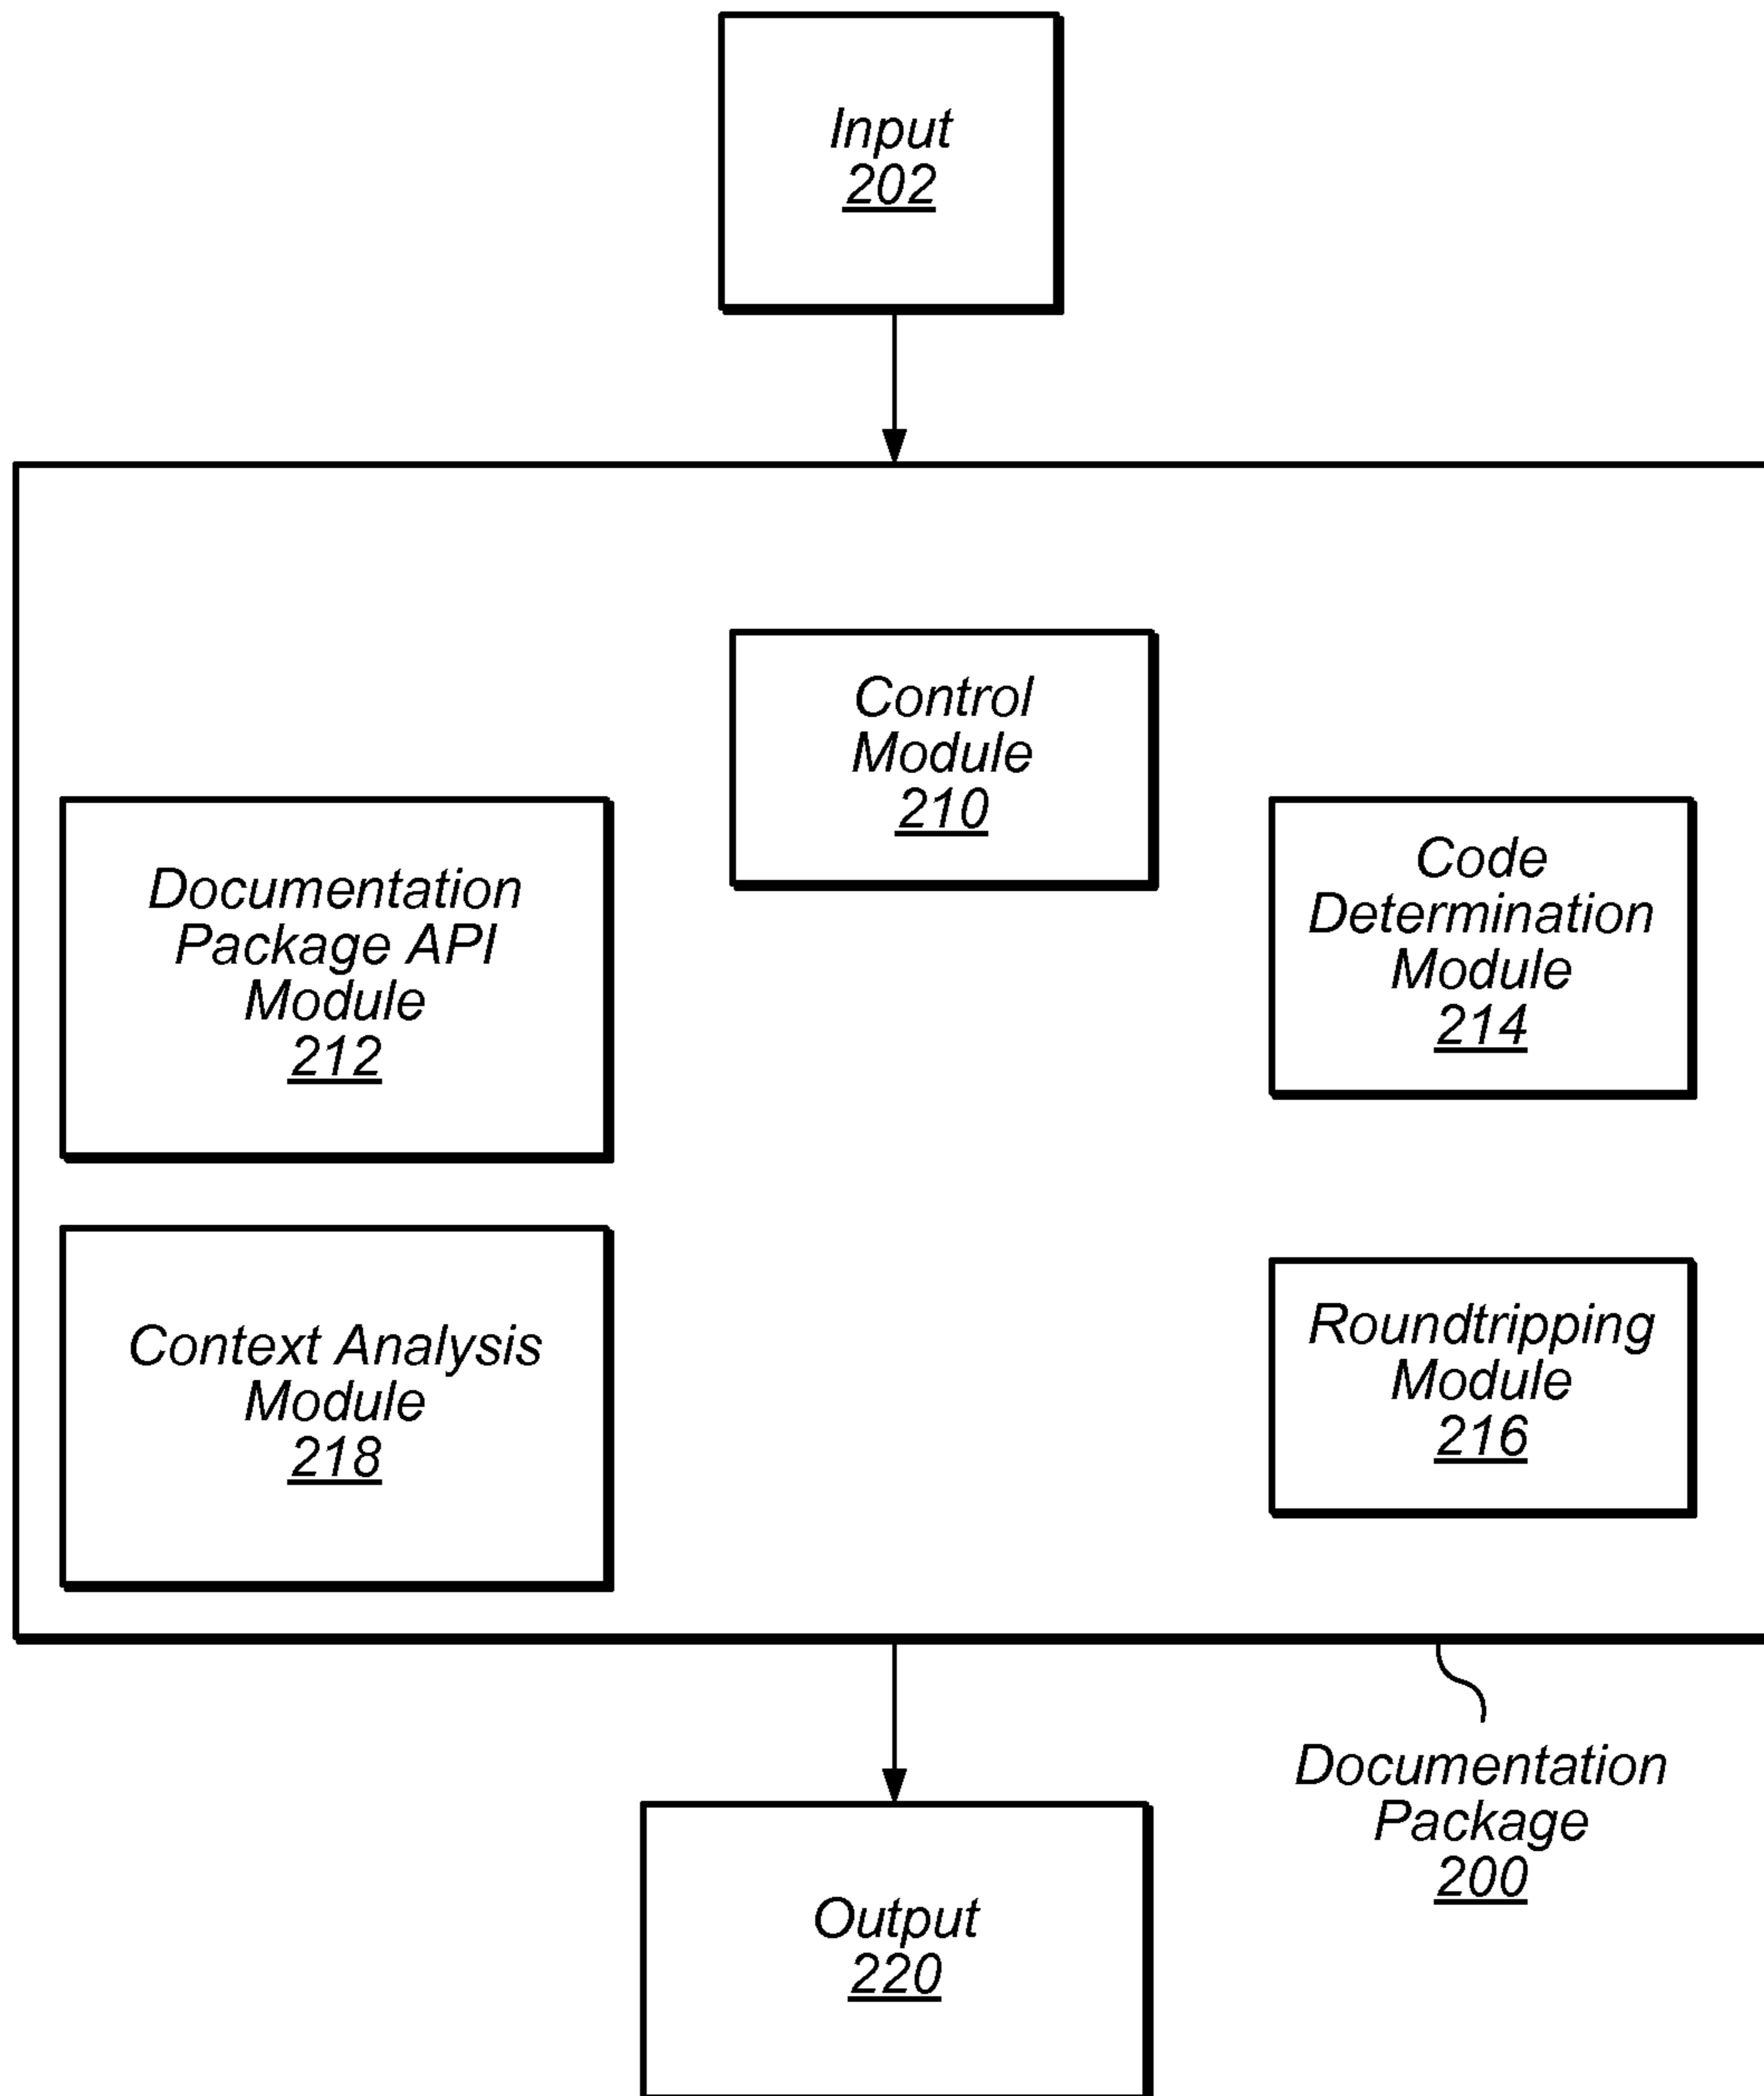 Input
202
Control
Module
210
Documentation
Package API
Module
212
Code
Determination
Module
214
Context Analysis
Module
218
Roundtripping
Module
216
Documentation
Package
200
Output
220